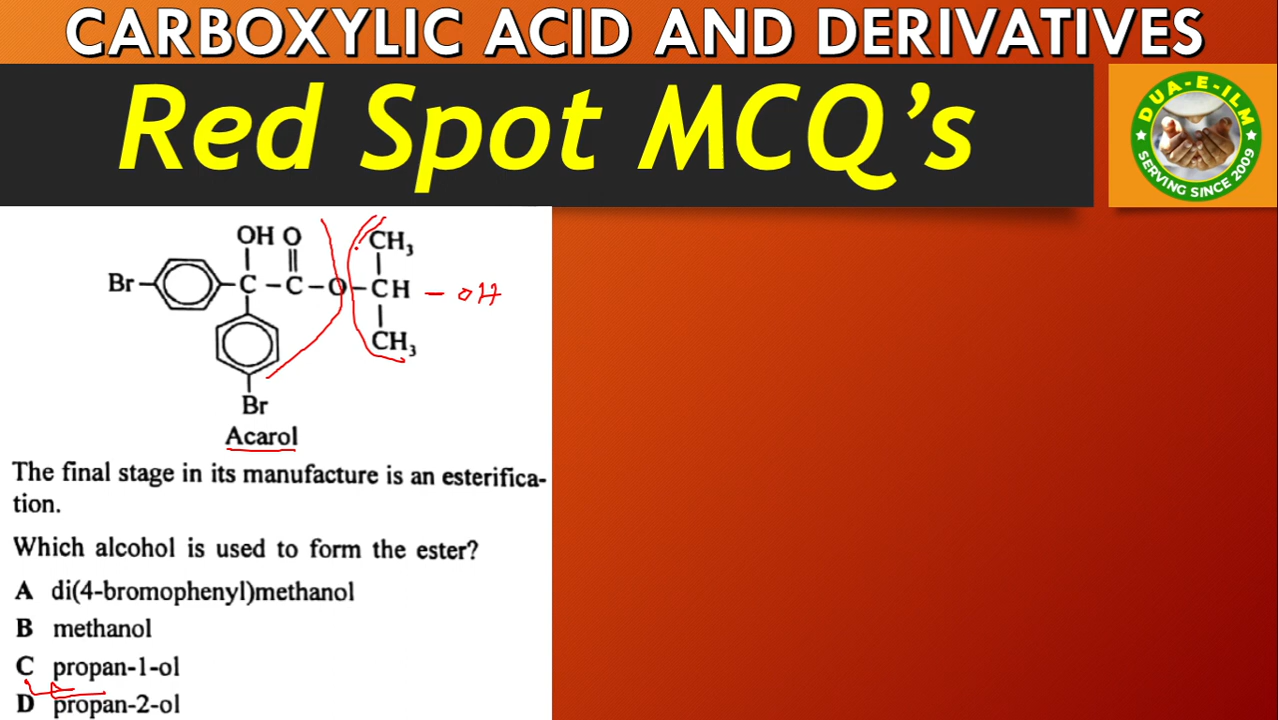 CARBOXYLIC ACID AND DERIVATIVES
Red Spot MCQ's
DUA-E-ILM
SERVING SINCE 2009
OH O
CH₃
Br
C
C
O
CH
OH
CH₃
Br
Acarol
The final stage in its manufacture is an esterifica-
tion.
Which alcohol is used to form the ester?
A di(4-bromophenyl)methanol
B methanol
C propan-1-ol
D propan-2-ol